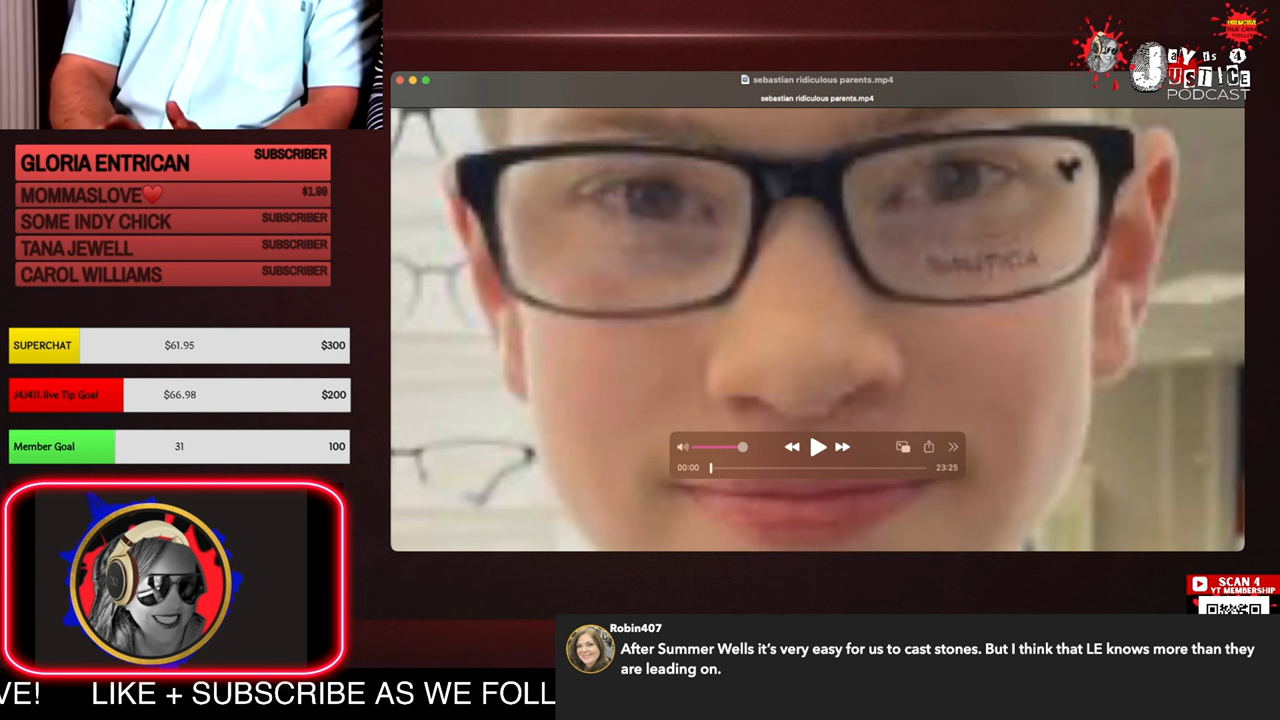 sebastian ridiculous parents.mp4
sebastian ridiculous parents.mp4
JAY IS 4
JUSTICE
PODCAST
GLORIA ENTRICAN SUBSCRIBER
MOMMASLOVE❤️ $1.99
SOME INDY CHICK SUBSCRIBER
TANA JEWELL SUBSCRIBER
CAROL WILLIAMS SUBSCRIBER
SUPERCHAT $61.95 $300
J4J411.live Tip Goal $66.98 $200
Member Goal 31 100
NAUTICA
00:00 23:25
SCAN 4
YT MEMBERSHIP
Robin407
After Summer Wells it's very easy for us to cast stones. But I think that LE knows more than they
are leading on.
VE! LIKE + SUBSCRIBE AS WE FOLL